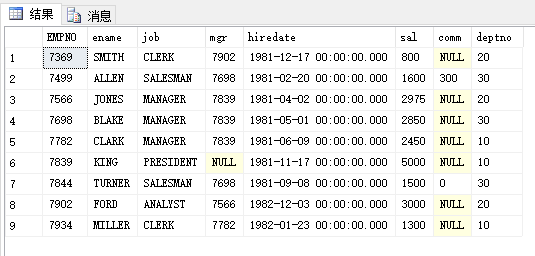 结果 消息
EMPNO ename job mgr hiredate sal comm deptno
1 7369 SMITH CLERK 7902 1981-12-17 00:00:00.000 800 NULL 20
2 7499 ALLEN SALESMAN 7698 1981-02-20 00:00:00.000 1600 300 30
3 7566 JONES MANAGER 7839 1981-04-02 00:00:00.000 2975 NULL 20
4 7698 BLAKE MANAGER 7839 1981-05-01 00:00:00.000 2850 NULL 30
5 7782 CLARK MANAGER 7839 1981-06-09 00:00:00.000 2450 NULL 10
6 7839 KING PRESIDENT NULL 1981-11-17 00:00:00.000 5000 NULL 10
7 7844 TURNER SALESMAN 7698 1981-09-08 00:00:00.000 1500 0 30
8 7902 FORD ANALYST 7566 1982-12-03 00:00:00.000 3000 NULL 20
9 7934 MILLER CLERK 7782 1982-01-23 00:00:00.000 1300 NULL 10